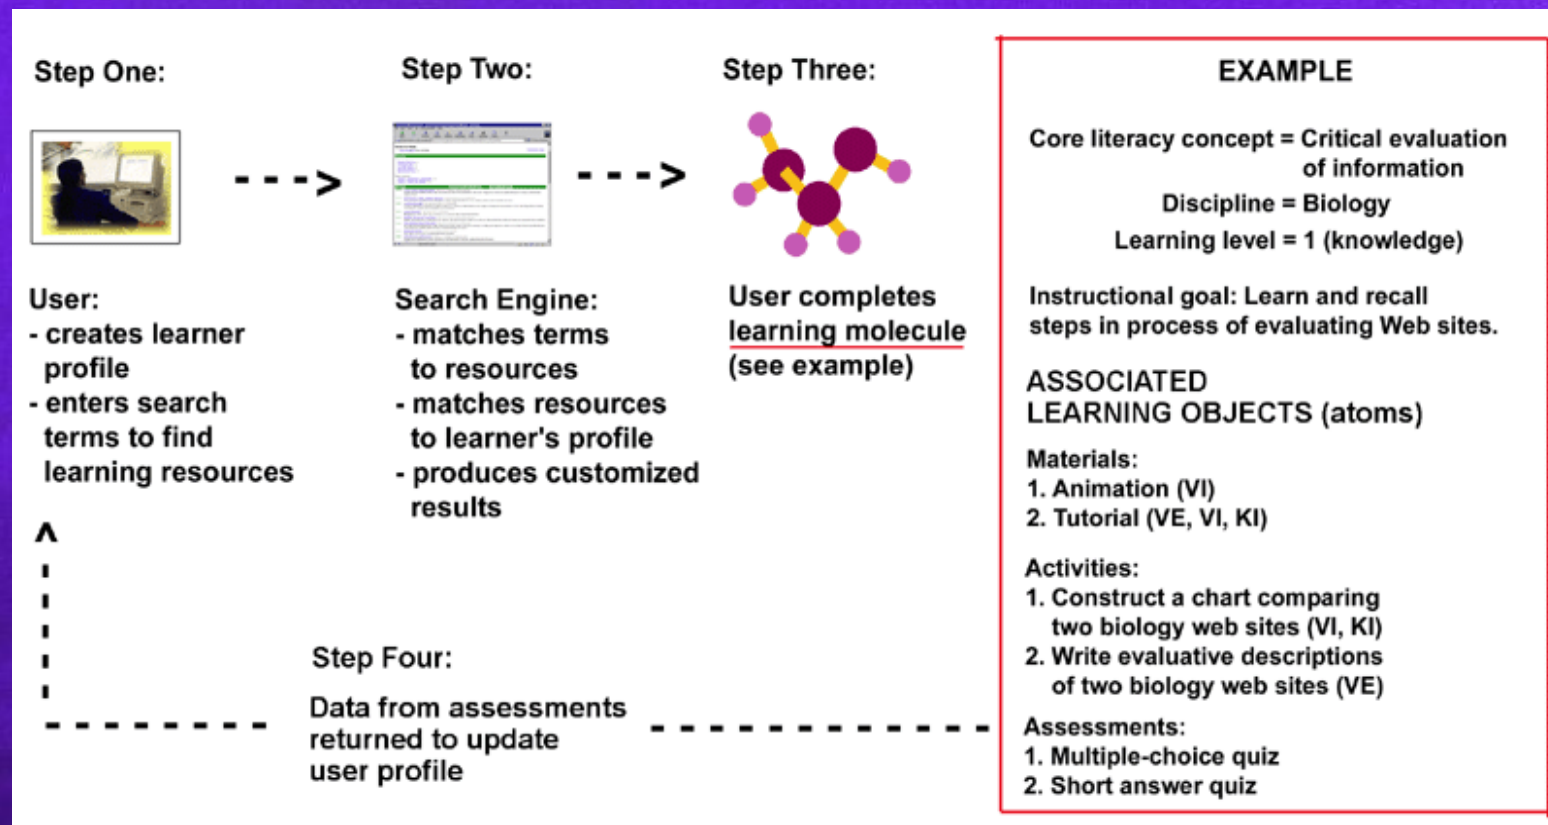 Step One:
User:
- creates learner
profile
- enters search
terms to find
learning resources
Step Two:
Search Engine:
- matches terms
to resources
- matches resources
to learner's profile
- produces customized
results
Step Three:
User completes
learning molecule
(see example)
Step Four:
Data from assessments
returned to update
user profile
EXAMPLE
Core literacy concept = Critical evaluation
of information
Discipline = Biology
Learning level = 1 (knowledge)
Instructional goal: Learn and recall
steps in process of evaluating Web sites.
ASSOCIATED
LEARNING OBJECTS (atoms)
Materials:
1. Animation (VI)
2. Tutorial (VE, VI, KI)
Activities:
1. Construct a chart comparing
two biology web sites (VI, KI)
2. Write evaluative descriptions
of two biology web sites (VE)
Assessments:
1. Multiple-choice quiz
2. Short answer quiz